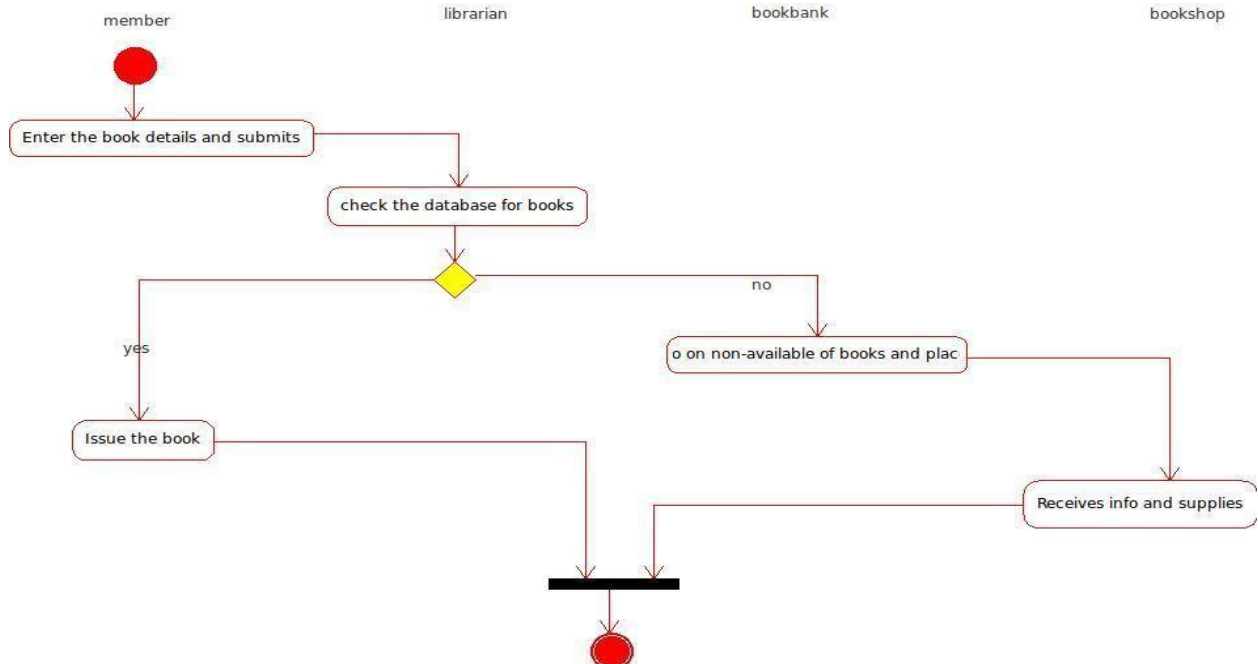 member
librarian
bookbank
bookshop
Enter the book details and submits
check the database for books
no
yes
o on non-available of books and plac
Issue the book
Receives info and supplies